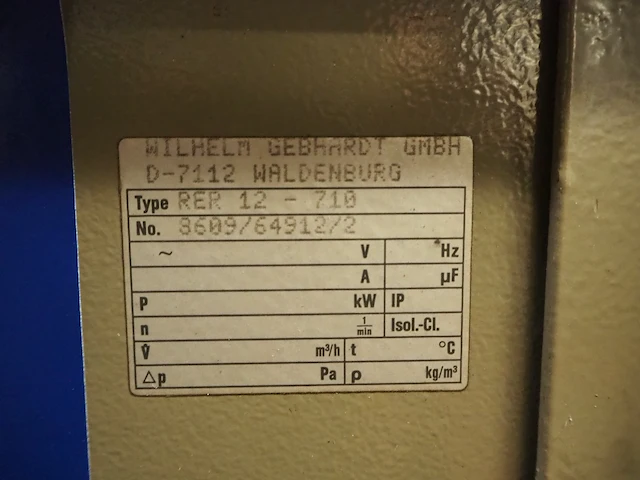 WILHELM GEBHARDT GMBH
D-7112 WALDENBURG
Type RER 12 - 710
No. 8609/64912/2
~ V *Hz
A µF
P kW IP
n 1/min Isol.-Cl.
V̇ m³/h t °C
△p Pa ρ kg/m³